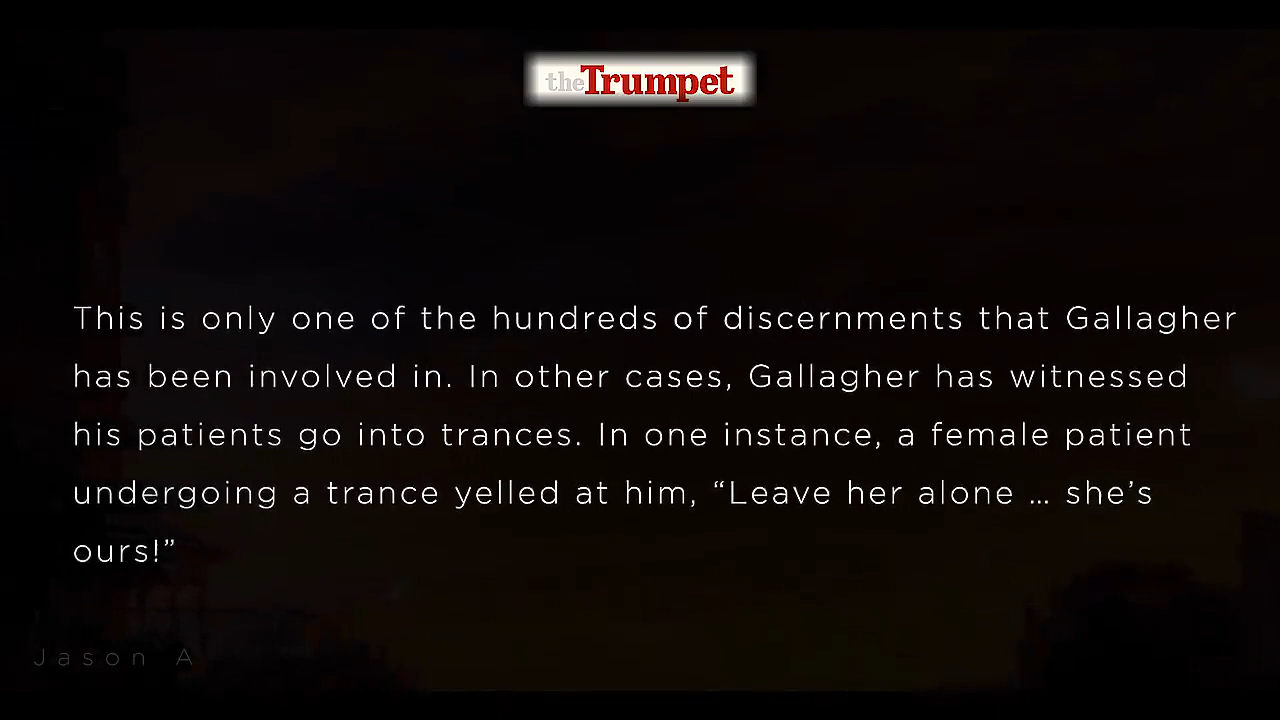 theTrumpet
This is only one of the hundreds of discernments that Gallagher
has been involved in. In other cases, Gallagher has witnessed
his patients go into trances. In one instance, a female patient
undergoing a trance yelled at him, “Leave her alone … she’s
ours!”
Jason A